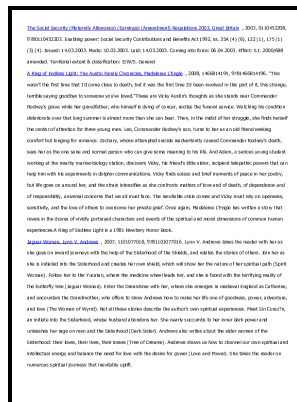 The Social Security (Maternity Allowance) (Earnings) (Amendment) Regulations 2003, Great Britain, , 2003, 0110452203,
9780110452203. Enabling power: Social Security Contributions and Benefits Act 1992, ss. 35A (4) (6), 122 (1), 175 (1)
(3) (4). Issued: 14.03.2003. Made: 10.03.2003. Laid: 14.03.2003. Coming into force: 06.04.2003. Effect: S.I. 2000/688
amended. Territorial extent & classification: E/W/S. General
A Ring of Endless Light: The Austin Family Chronicles, Madeleine L'Engle , , 2008, 1466814195, 9781466814196. "This
wasn't the first time that I'd come close to death, but it was the first time I'd been involved in this part of it, this strange,
terrible saying goodbye to someone you've loved."These are Vicky Austin's thoughts as she stands near Commander
Rodney's grave while her grandfather, who himself is dying of cancer, recites the funeral service. Watching his condition
deteriorate over that long summer is almost more than she can bear. Then, in the midst of her struggle, she finds herself
the center of attention for three young men. Leo, Commander Rodney's son, turns to her as an old friend seeking
comfort but longing for romance. Zachary, whose attempted suicide inadvertently caused Commander Rodney's death,
sees her as the one sane and normal person who can give some meaning to his life. And Adam, a serious young student
working at the nearby marine-biology station, discovers Vicky, his friend's little sister, incipient telepathic powers that can
help him with his experiments in dolphin communications. Vicky finds solace and brief moments of peace in her poetry,
but life goes on around her, and the strain intensifies as she confronts matters of love and of death, of dependence and
of responsibility, universal concerns that we all must face. The inevitable crisis comes and Vicky must rely on openness,
sensitivity, and the love of others to overcome her private grief. Once again, Madeleine L'Engle has written a story that
revels in the drama of vividly portrayed characters and events of the spiritual and moral dimensions of common human
experiences.A Ring of Endless Light is a 1981 Newbery Honor Book.
Jaguar Woman, Lynn V. Andrews , , 2007, 1101077018, 9781101077016. Lynn V. Andrews takes the reader with her as
she goes on inward journeys with the help of the Sisterhood of the Shields, and relates the stories of others. Join her as
she is initiated into the Sisterhood and creates her own shield, which will show her the nature of her spiritual path (Spirit
Woman). Follow her to the Yucatan, where the medicine wheel leads her, and she is faced with the terrifying reality of
the butterfly tree (Jaguar Woman). Enter the Dreamtime with her, where she emerges in medieval England as Catherine,
and encounters the Grandmother, who offers to show Andrews how to make her life one of goodness, power, adventure,
and love (The Woman of Wyrrd). Not all these stories describe the author's own spiritual experiences. Meet Sin Corazón,
an initiate into the Sisterhood, whose husband abandons her. She nearly succumbs to her inner dark power and
unleashes her rage on men and the Sisterhood (Dark Sister). Andrews also writes about the elder women of the
Sisterhood: their loves, their lives, their losses (Tree of Dreams). Andrews shows us how to channel our own spiritual and
intellectual energy and balance the need for love with the desire for power (Love and Power). She takes the reader on
numerous spiritual journeys that inevitably uplift.